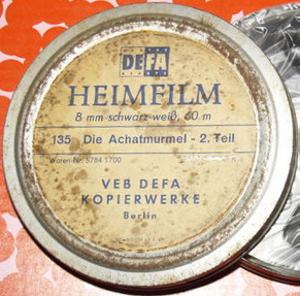 DEFA
HEIMFILM
8 mm-schwarz-weiß, 60 m
135 Die Achatmurmel - 2. Teil
Waren-Nr. 5784 1700
VEB DEFA
KOPIERWERKE
Berlin